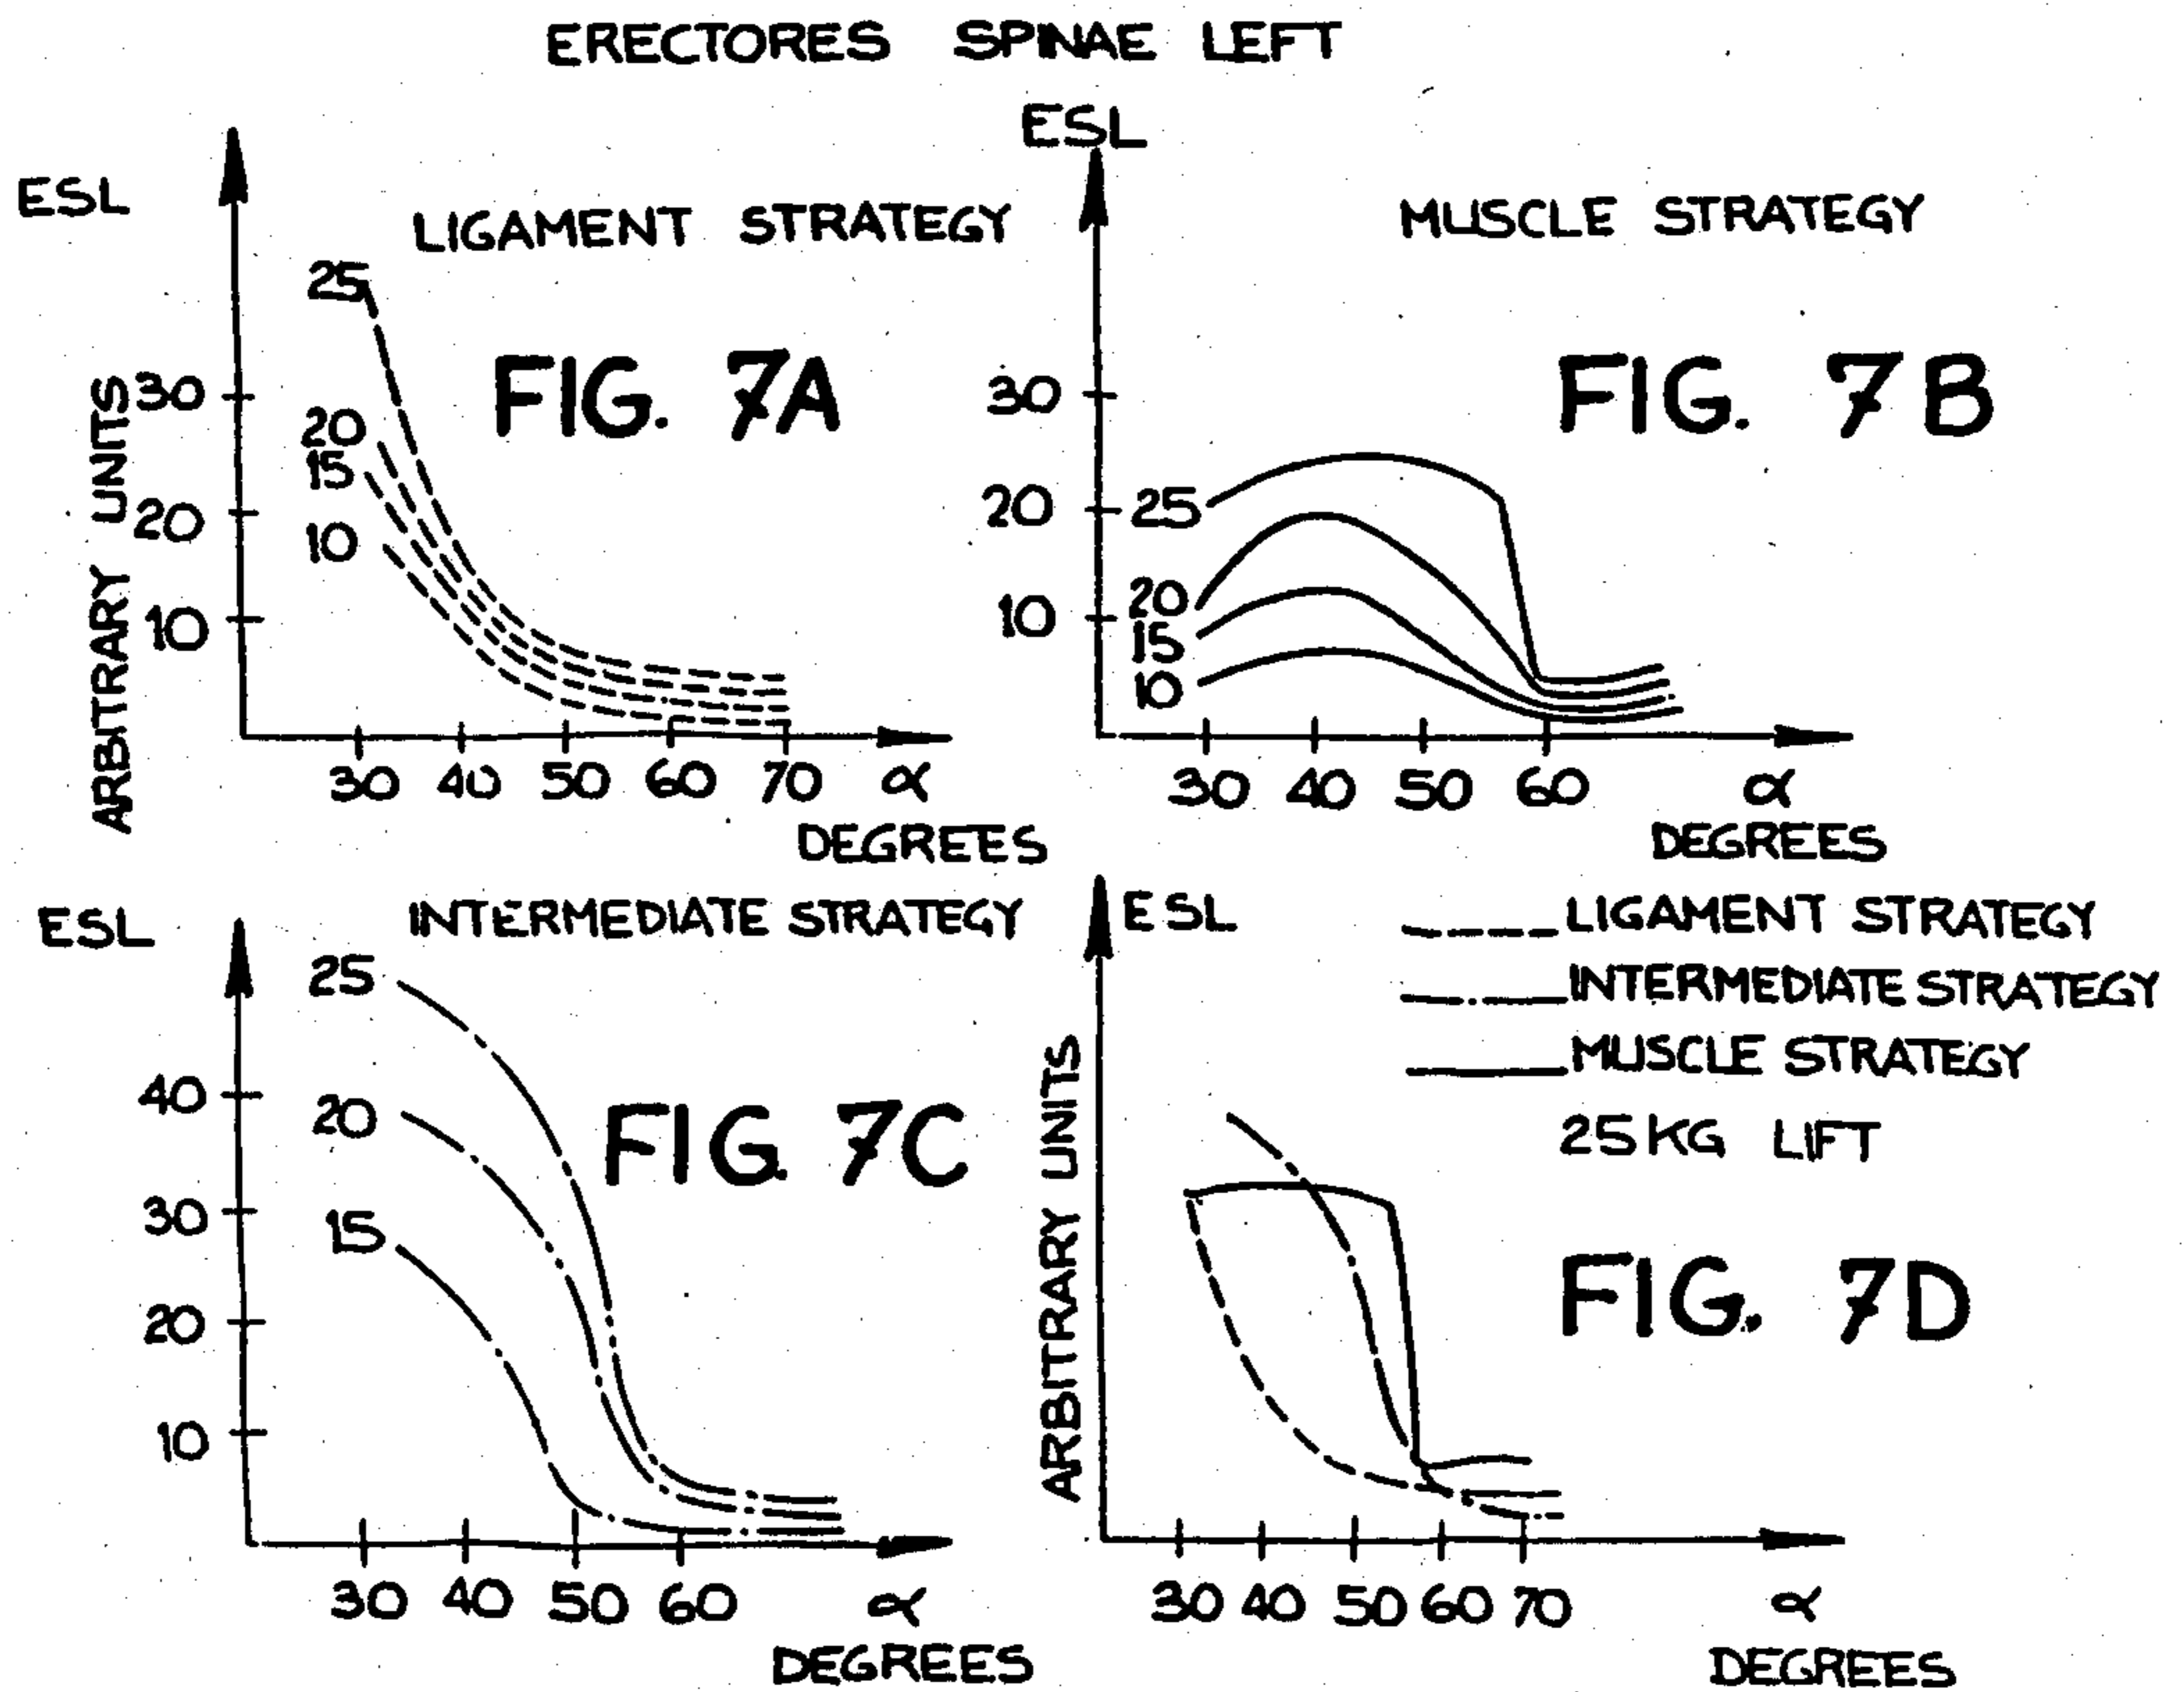 ERECTORES SPINAE LEFT
ESL
LIGAMENT STRATEGY
FIG. 7A
ARBITRARY UNITS
30
20
10
25
20
15
10
30 40 50 60 70 α
DEGREES
ESL
MUSCLE STRATEGY
FIG. 7B
30
20
10
25
20
15
10
30 40 50 60 α
DEGREES
ESL
INTERMEDIATE STRATEGY
FIG 7C
40
30
20
10
25
20
15
30 40 50 60 α
DEGREES
ESL
LIGAMENT STRATEGY
INTERMEDIATE STRATEGY
MUSCLE STRATEGY
25KG LIFT
FIG. 7D
ARBITRARY UNITS
30 40 50 60 70 α
DEGREES